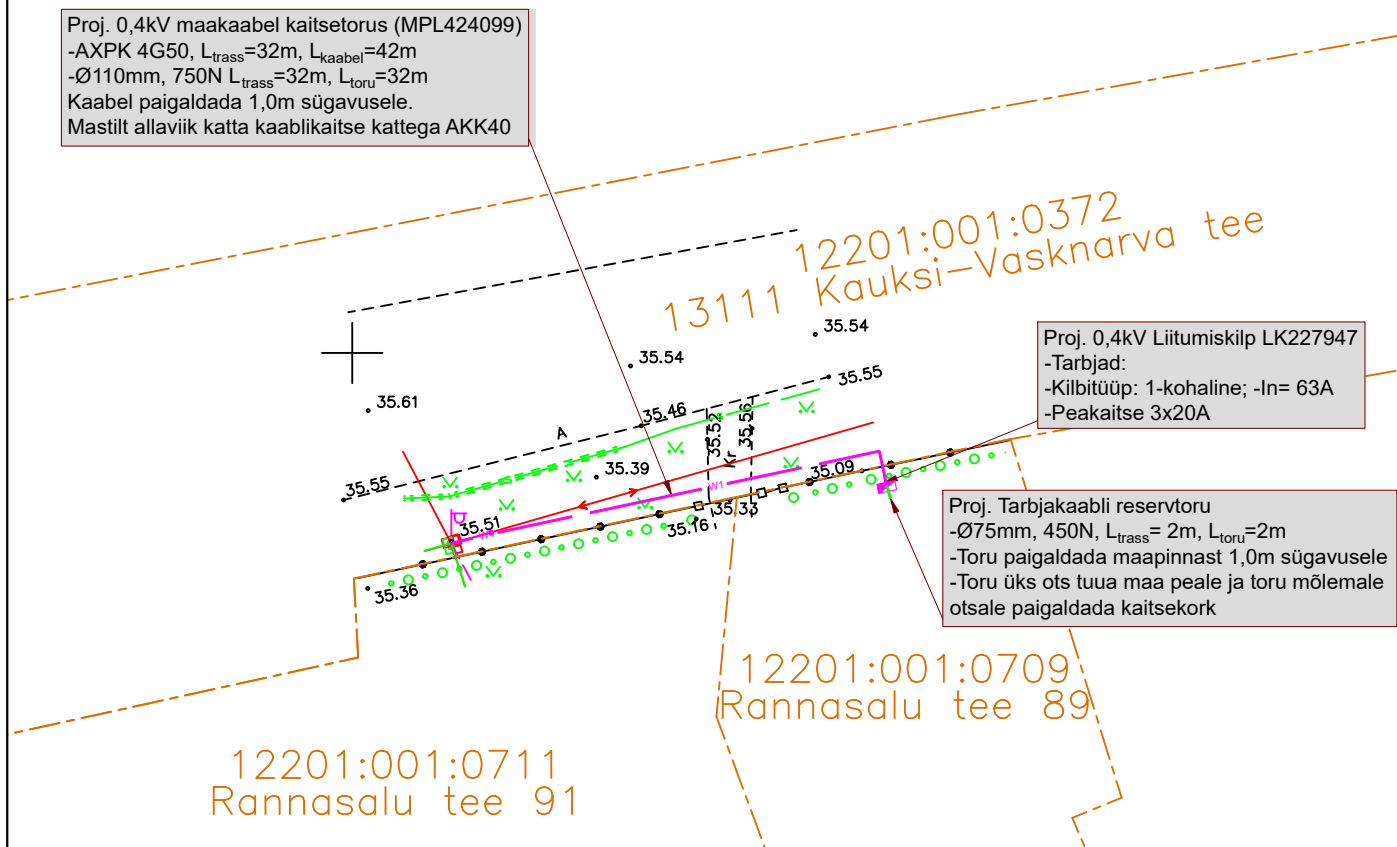 Proj. 0,4kV maakaabel kaitsetorus (MPL424099)
-AXPK 4G50, Ltrass=32m, Lkaabel=42m
-Ø110mm, 750N Ltrass=32m, Ltoru=32m
Kaabel paigaldada 1,0m sügavusele.
Mastilt allaviik katta kaablikaitse kattega AKK40
12201:001:0372
13111 Kauksi-Vasknarva tee
35.54
35.54
Proj. 0,4kV Liitumiskilp LK227947
-Tarbjad:
-Kilbitüüp: 1-kohaline; -In= 63A
-Peakaitse 3x20A
35.55
35.61
35.46
35.52
35.56
A
Kr
35.39
35.09
35.55
W1
35.51
35.16
35.33
Proj. Tarbjakaabli reservtoru
-Ø75mm, 450N, Ltrass= 2m, Ltoru=2m
-Toru paigaldada maapinnast 1,0m sügavusele
-Toru üks ots tuua maa peale ja toru mõlemale
otsale paigaldada kaitsekork
35.36
12201:001:0709
Rannasalu tee 89
12201:001:0711
Rannasalu tee 91